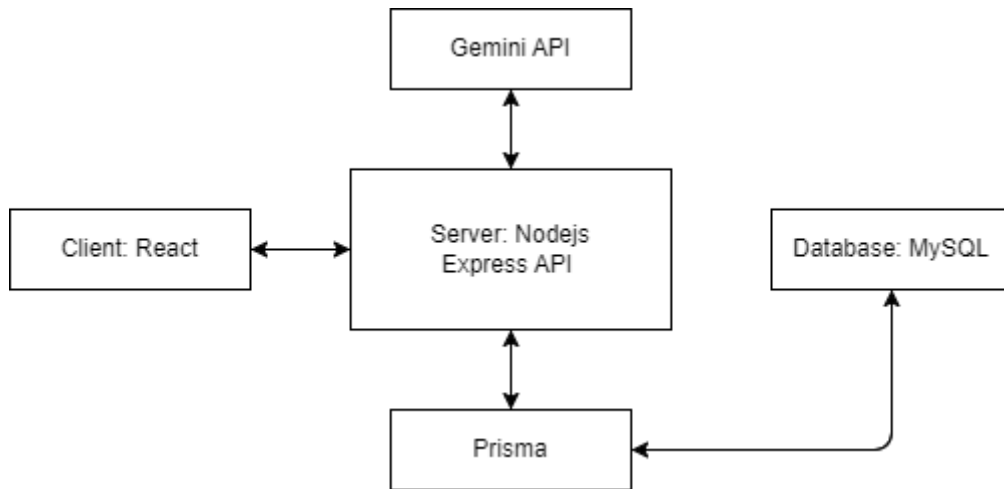 Gemini API
Client: React
Server: Nodejs
Express API
Database: MySQL
Prisma